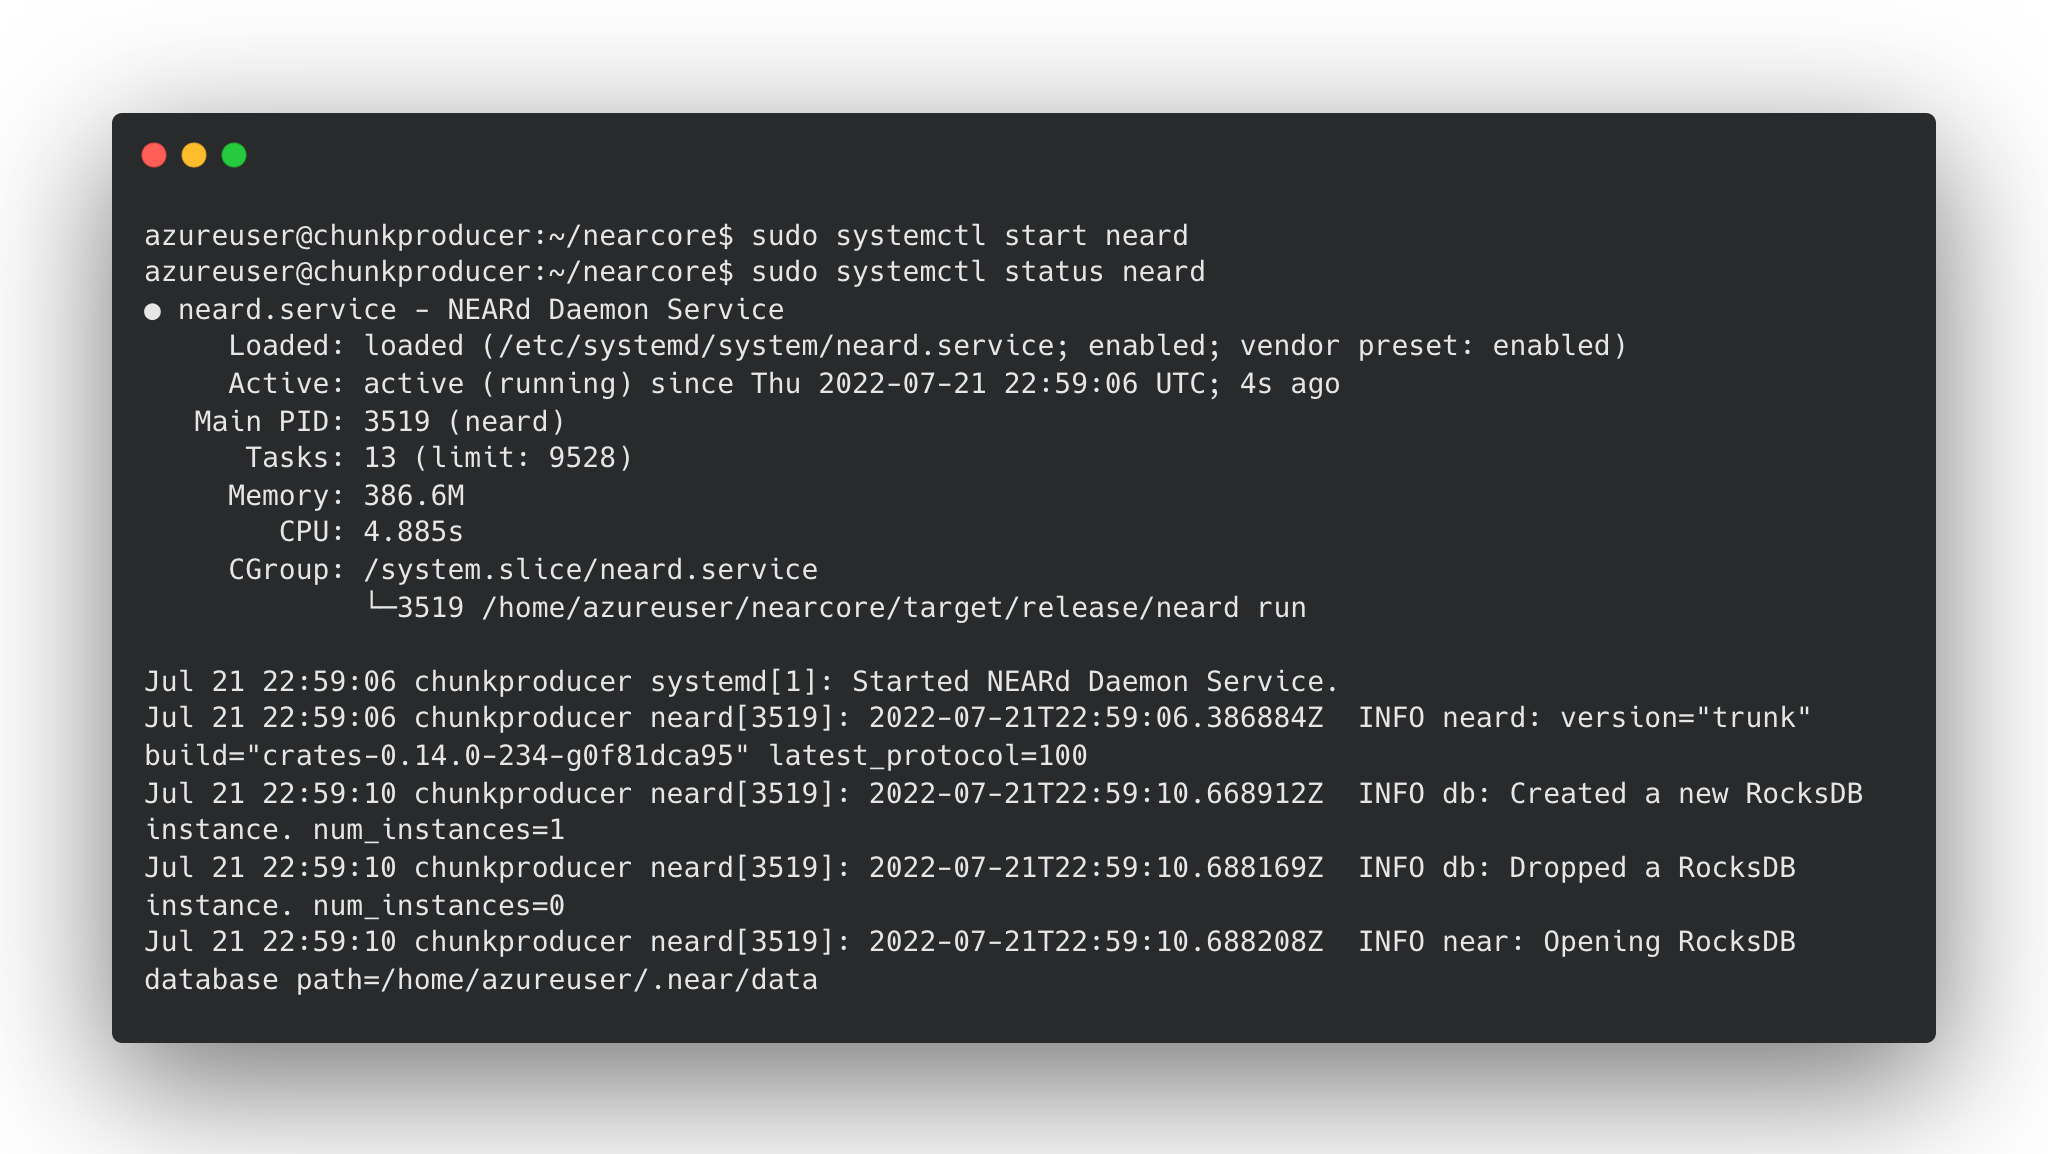 azureuser@chunkproducer:~/nearcore$ sudo systemctl start neard
azureuser@chunkproducer:~/nearcore$ sudo systemctl status neard
● neard.service - NEARd Daemon Service
     Loaded: loaded (/etc/systemd/system/neard.service; enabled; vendor preset: enabled)
     Active: active (running) since Thu 2022-07-21 22:59:06 UTC; 4s ago
   Main PID: 3519 (neard)
      Tasks: 13 (limit: 9528)
     Memory: 386.6M
        CPU: 4.885s
     CGroup: /system.slice/neard.service
             └─3519 /home/azureuser/nearcore/target/release/neard run

Jul 21 22:59:06 chunkproducer systemd[1]: Started NEARd Daemon Service.
Jul 21 22:59:06 chunkproducer neard[3519]: 2022-07-21T22:59:06.386884Z  INFO neard: version="trunk"
build="crates-0.14.0-234-g0f81dca95" latest_protocol=100
Jul 21 22:59:10 chunkproducer neard[3519]: 2022-07-21T22:59:10.668912Z  INFO db: Created a new RocksDB
instance. num_instances=1
Jul 21 22:59:10 chunkproducer neard[3519]: 2022-07-21T22:59:10.688169Z  INFO db: Dropped a RocksDB
instance. num_instances=0
Jul 21 22:59:10 chunkproducer neard[3519]: 2022-07-21T22:59:10.688208Z  INFO near: Opening RocksDB
database path=/home/azureuser/.near/data